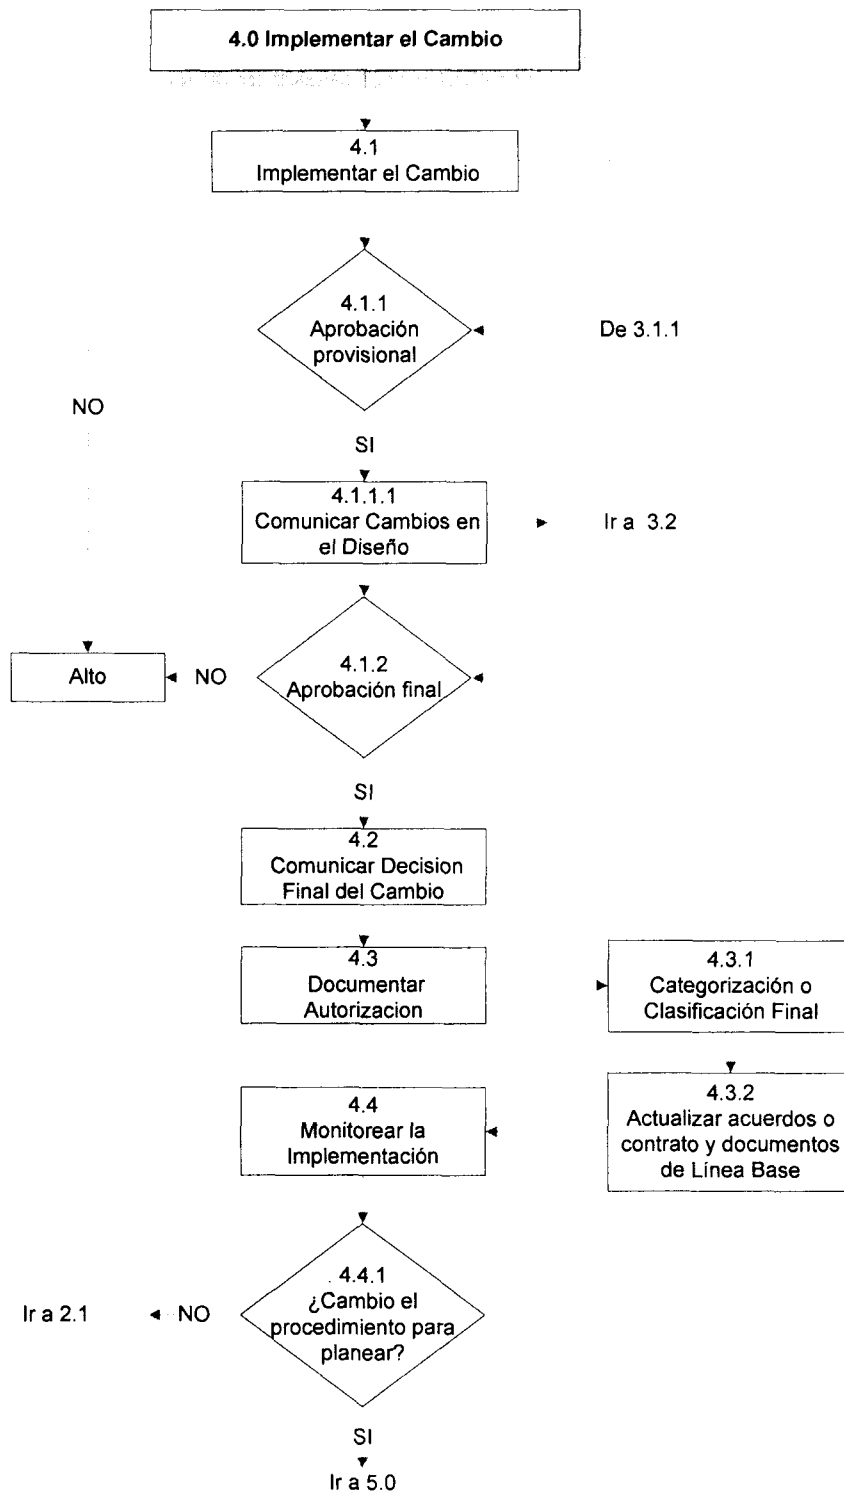 4.0 Implementar el Cambio
4.1
Implementar el Cambio
4.1.1
Aprobación
provisional
De 3.1.1
NO
SI
4.1.1.1
Comunicar Cambios en
el Diseño
Ir a 3.2
4.1.2
Aprobación final
NO
Alto
SI
4.2
Comunicar Decision
Final del Cambio
4.3
Documentar
Autorizacion
4.3.1
Categorización o
Clasificación Final
4.3.2
Actualizar acuerdos o
contrato y documentos
de Línea Base
4.4
Monitorear la
Implementación
4.4.1
¿Cambio el
procedimiento para
planear?
NO
Ir a 2.1
SI
Ir a 5.0